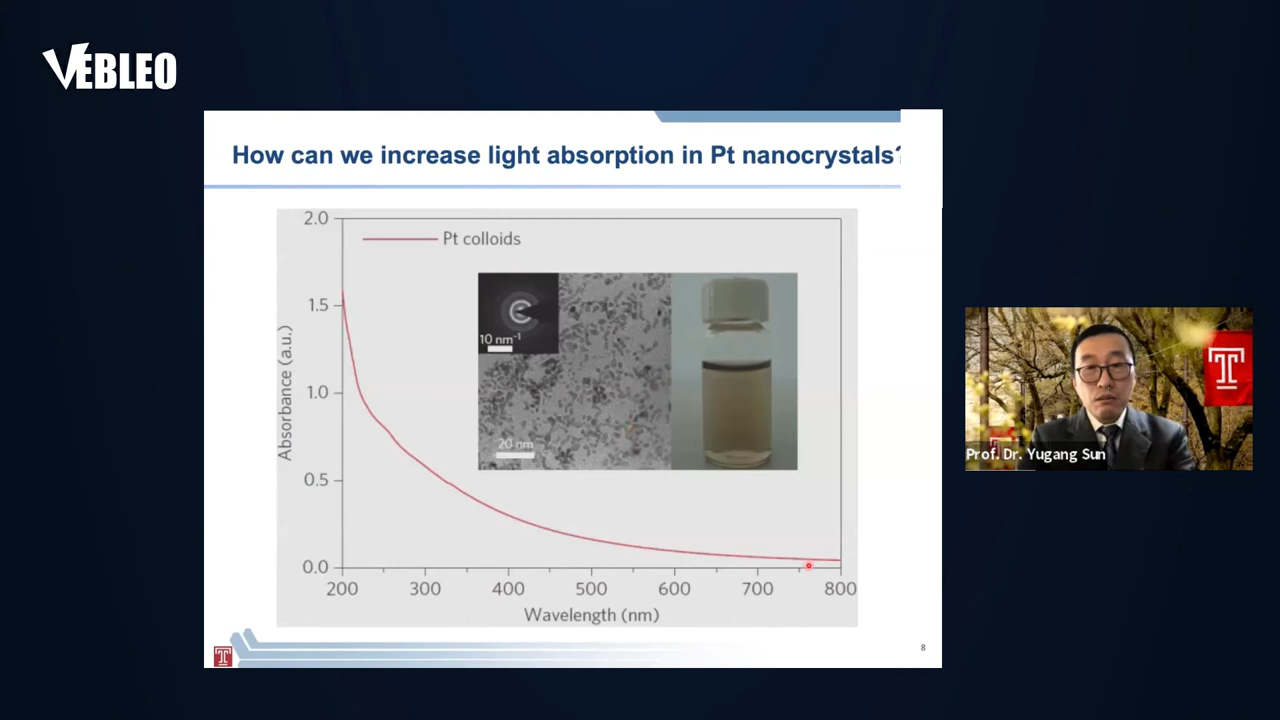 VEBLEO
How can we increase light absorption in Pt nanocrystals?
2.0
1.5
1.0
0.5
0.0
Absorbance (a.u.)
Pt colloids
10 nm⁻¹
20 nm
200 300 400 500 600 700 800
Wavelength (nm)
8
T
T
Prof. Dr. Yugang Sun